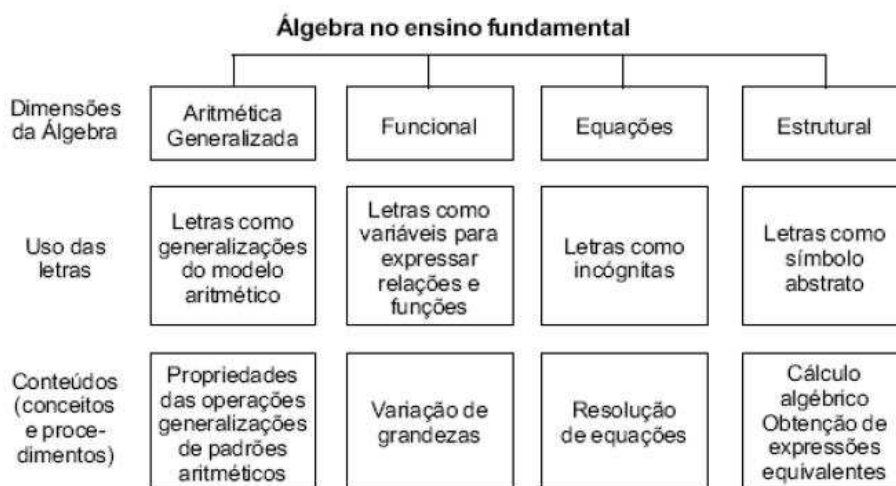 Álgebra no ensino fundamental
Dimensões
da Álgebra
Aritmética
Generalizada
Funcional
Equações
Estrutural
Uso das
letras
Letras como
generalizações
do modelo
aritmético
Letras como
variáveis para
expressar
relações e
funções
Letras como
incógnitas
Letras como
símbolo
abstrato
Conteúdos
(conceitos
e proce-
dimentos)
Propriedades
das operações
generalizações
de padrões
aritméticos
Variação de
grandezas
Resolução
de equações
Cálculo
algébrico
Obtenção de
expressões
equivalentes